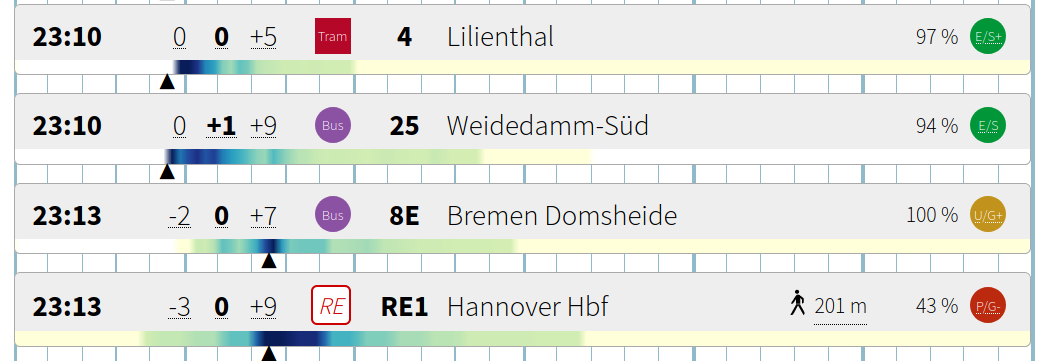 23:10 0 0 +5 Tram 4 Lilienthal 97 % E/S+
23:10 0 +1 +9 Bus 25 Weidedamm-Süd 94 % E/S
23:13 -2 0 +7 Bus 8E Bremen Domsheide 100 % U/G+
23:13 -3 0 +9 RE RE1 Hannover Hbf 201 m 43 % P/G-